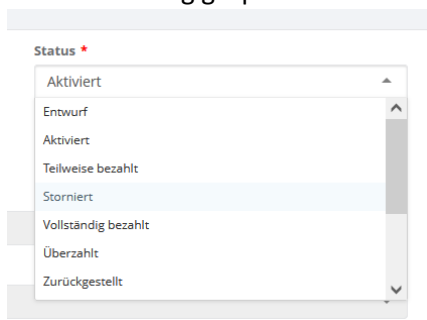 Status *
Aktiviert
Entwurf
Aktiviert
Teilweise bezahlt
Storniert
Vollständig bezahlt
Überzahlt
Zurückgestellt